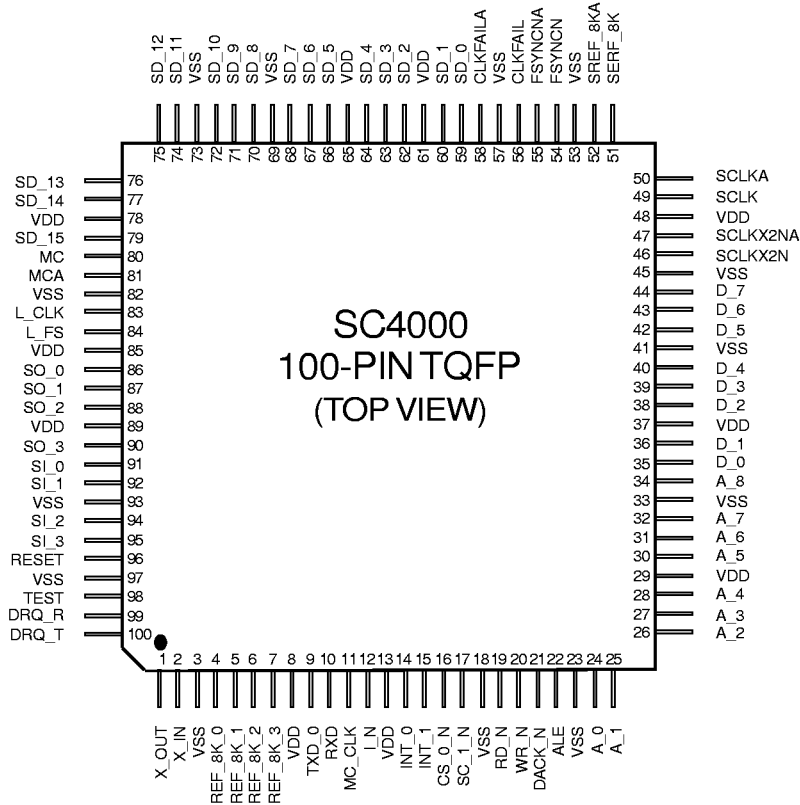 SD_12
SD_11
VSS
SD_10
SD_9
SD_8
VSS
SD_7
SD_6
SD_5
VDD
SD_4
SD_3
SD_2
VDD
SD_1
SD_0
CLKFAILA
VSS
CLKFAIL
FSYNCNA
FSYNCN
VSS
SREF_8KA
SERF_8K
75
74
73
72
71
70
69
68
67
66
65
64
63
62
61
60
59
58
57
56
55
54
53
52
51
SD_13 76
SD_14 77
VDD 78
SD_15 79
MC 80
MCA 81
VSS 82
L_CLK 83
L_FS 84
VDD 85
SO_0 86
SO_1 87
SO_2 88
VDD 89
SO_3 90
SI_0 91
SI_1 92
VSS 93
SI_2 94
SI_3 95
RESET 96
VSS 97
TEST 98
DRQ_R 99
DRQ_T 100
SC4000
100-PIN TQFP
(TOP VIEW)
50 SCLKA
49 SCLK
48 VDD
47 SCLKX2NA
46 SCLKX2N
45 VSS
44 D_7
43 D_6
42 D_5
41 VSS
40 D_4
39 D_3
38 D_2
37 VDD
36 D_1
35 D_0
34 A_8
33 VSS
32 A_7
31 A_6
30 A_5
29 VDD
28 A_4
27 A_3
26 A_2
1 2 3 4 5 6 7 8 9 10 11 12 13 14 15 16 17 18 19 20 21 22 23 24 25
X_OUT
X_IN
VSS
REF_8K_0
REF_8K_1
REF_8K_2
REF_8K_3
VDD
TXD_0
RXD
MC_CLK
I_N
VDD
INT_0
INT_1
CS_0_N
SC_1_N
VSS
RD_N
WR_N
DACK_N
ALE
VSS
A_0
A_1